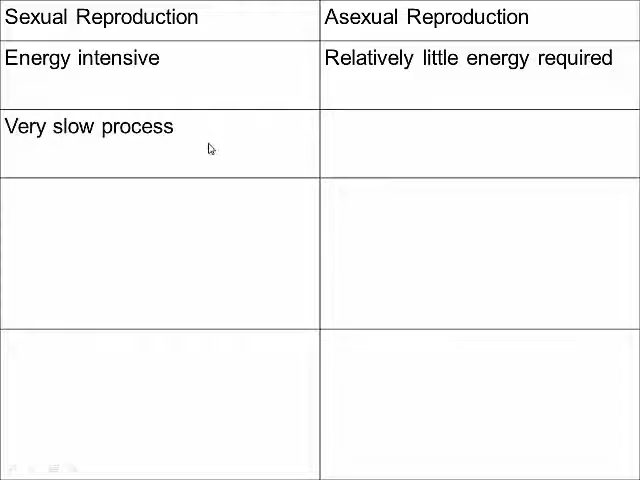 Sexual Reproduction
Asexual Reproduction
Energy intensive
Relatively little energy required
Very slow process